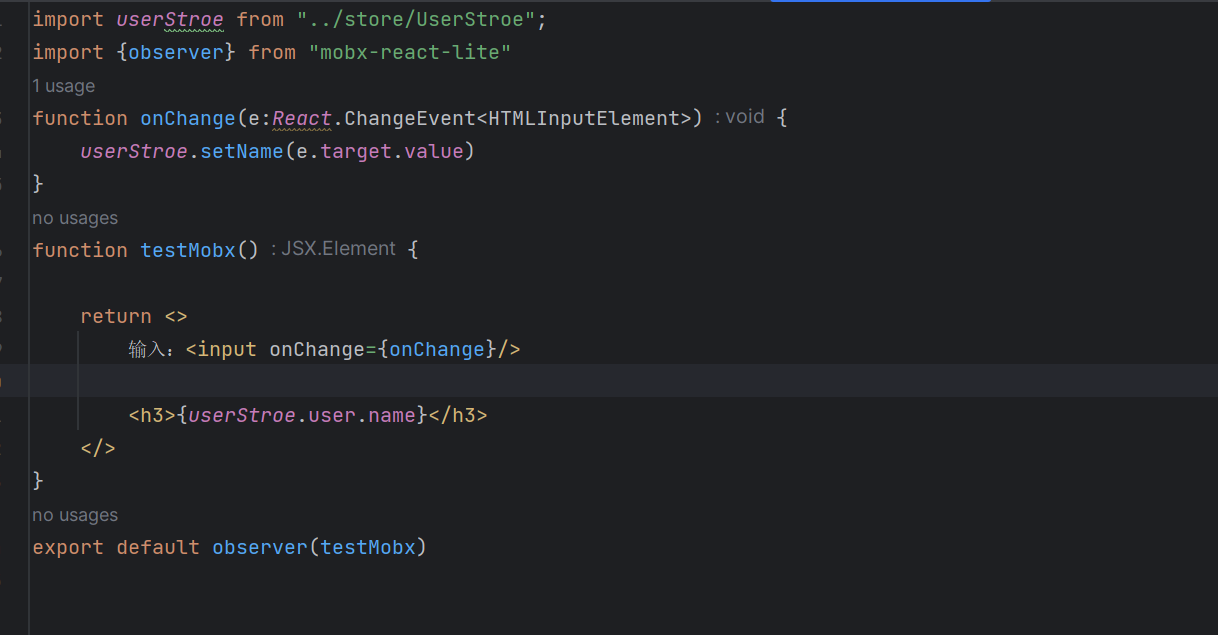 import userStroe from "../store/UserStroe";
import {observer} from "mobx-react-lite"
1 usage
function onChange(e:React.ChangeEvent<HTMLInputElement>) : void {
userStroe.setName(e.target.value)
}
no usages
function testMobx() : JSX.Element {
return <>
输入：<input onChange={onChange}/>
<h3>{userStroe.user.name}</h3>
</>
}
no usages
export default observer(testMobx)